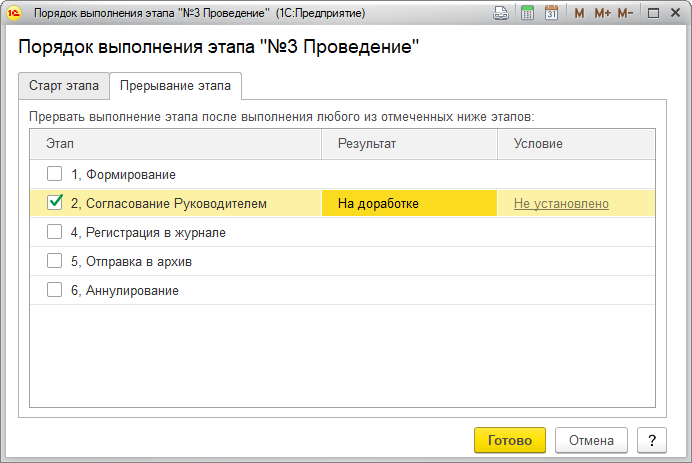 1С Порядок выполнения этапа "№3 Проведение" (1С:Предприятие) 31 M M+ M-
Порядок выполнения этапа "№3 Проведение"
Старт этапа Прерывание этапа
Прервать выполнение этапа после выполнения любого из отмеченных ниже этапов:
Этап Результат Условие
1, Формирование
2, Согласование Руководителем На доработке Не установлено
4, Регистрация в журнале
5, Отправка в архив
6, Аннулирование
Готово Отмена ?